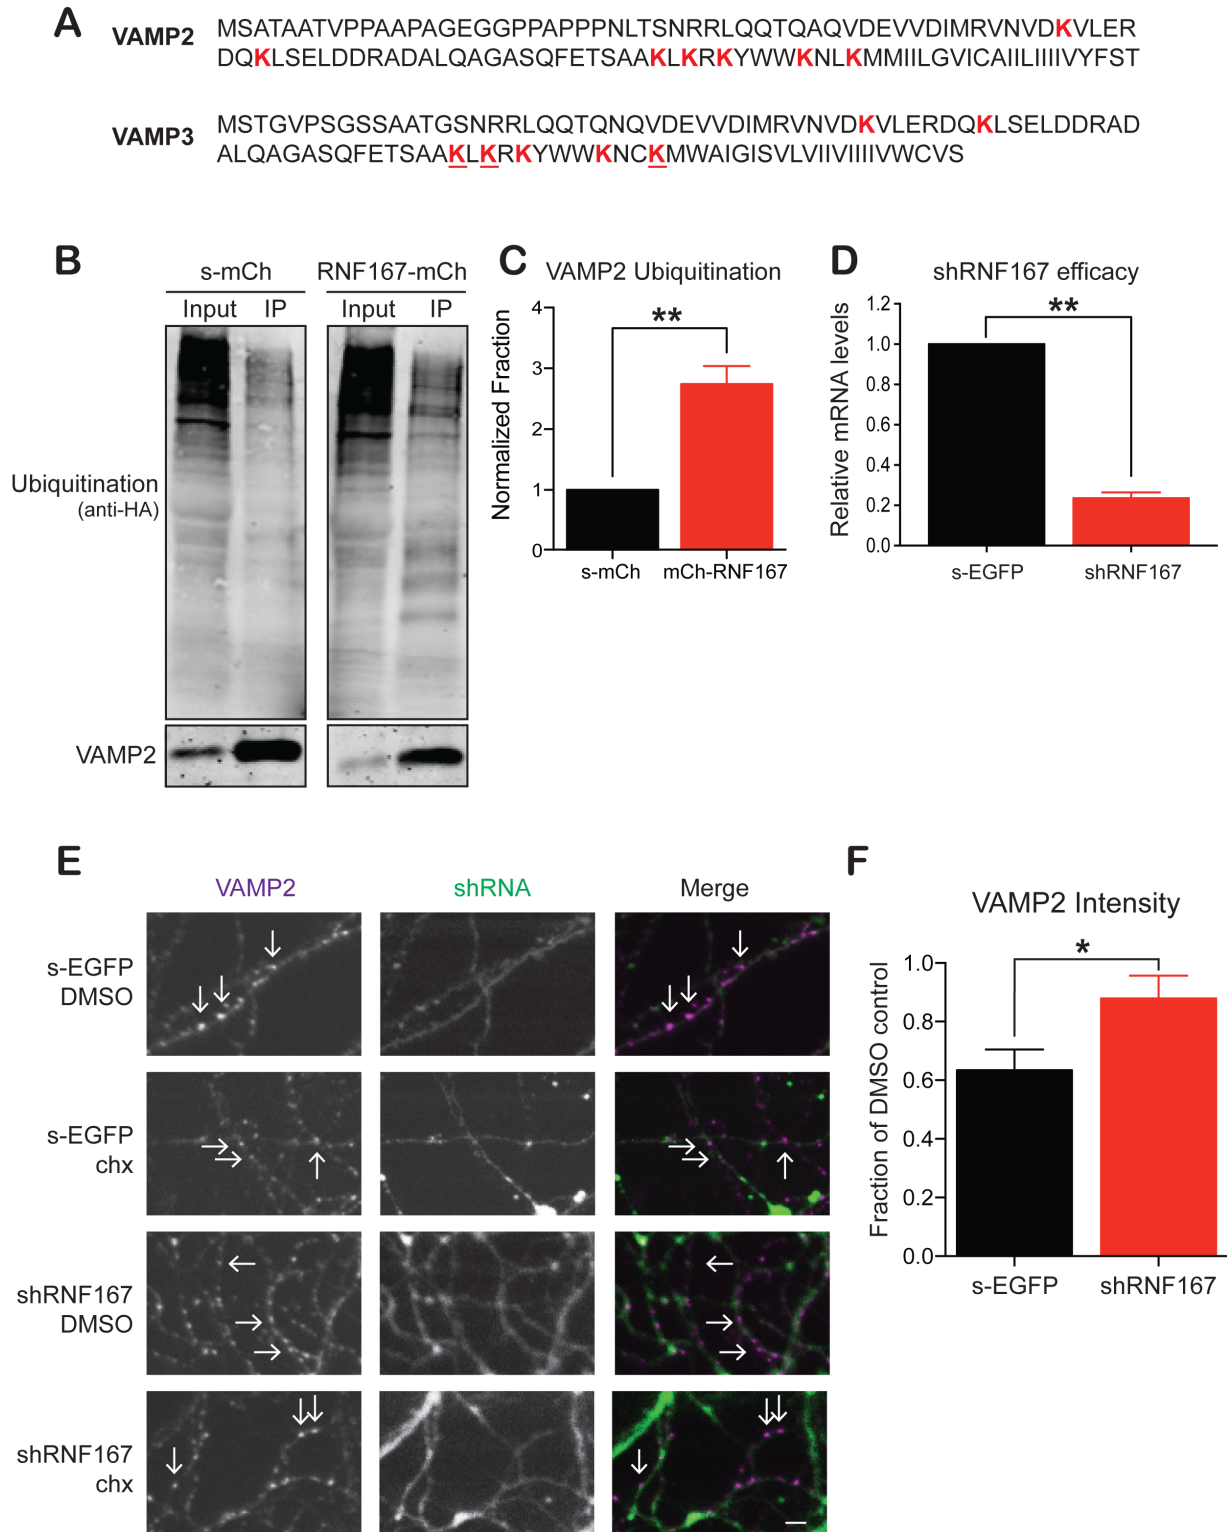 A
VAMP2
MSATAATVPPAAPAGEGGPPAPPPNLTSNRRLQQTQAQVDEVVDIMRVNVDKVLER
DQKLSELDDRADALQAGASQFETSAAKLKRKYWWKNLKMMIILGVICAIILIIIIVYFST
VAMP3
MSTGVPSGSSAATGSNRRLQQTQNQVDEVVDIMRVNVDKVLERDQKLSELDDRAD
ALQAGASQFETSAAKLKRKYWWKNCKMWAIGISVLVIIVIIIIVWCVS
B
s-mCh
RNF167-mCh
Input
IP
Input
IP
Ubiquitination
(anti-HA)
VAMP2
C
VAMP2 Ubiquitination
**
Normalized Fraction
4
3
2
1
0
s-mCh
mCh-RNF167
D
shRNF167 efficacy
**
Relative mRNA levels
1.2
1.0
0.8
0.6
0.4
0.2
0.0
s-EGFP
shRNF167
E
VAMP2
shRNA
Merge
s-EGFP
DMSO
s-EGFP
chx
shRNF167
DMSO
shRNF167
chx
F
VAMP2 Intensity
*
Fraction of DMSO control
1.0
0.8
0.6
0.4
0.2
0.0
s-EGFP
shRNF167